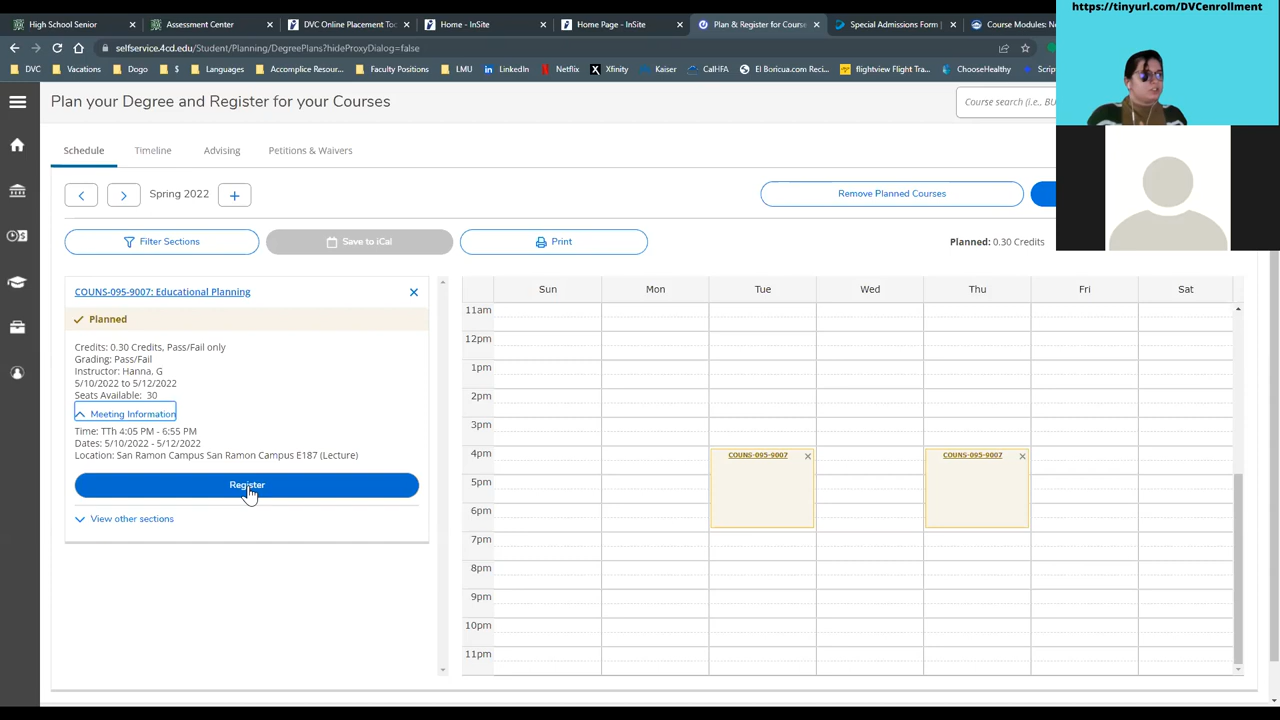 https://tinyurl.com/DVCenrollment
High School Senior
Assessment Center
DVC Online Placement Too
Home - InSite
Home Page - InSite
Plan & Register for Course
Special Admissions Form
Course Modules: Ne
selfservice.4cd.edu/Student/Planning/DegreePlans?hideProxyDialog=false
DVC
Vacations
Dogo
$
Languages
Accomplice Resour...
Faculty Positions
LMU
LinkedIn
Netflix
Xfinity
Kaiser
CalHFA
El Boricua.com Reci...
flightview Flight Tra...
ChooseHealthy
Scrip
Plan your Degree and Register for your Courses
Course search (i.e., BU
Schedule
Timeline
Advising
Petitions & Waivers
Spring 2022
Remove Planned Courses
Filter Sections
Save to iCal
Print
Planned: 0.30 Credits
COUNS-095-9007: Educational Planning
Planned
Credits: 0.30 Credits, Pass/Fail only
Grading: Pass/Fail
Instructor: Hanna, G
5/10/2022 to 5/12/2022
Seats Available: 30
Meeting Information
Time: TTh 4:05 PM - 6:55 PM
Dates: 5/10/2022 - 5/12/2022
Location: San Ramon Campus San Ramon Campus E187 (Lecture)
Register
View other sections
Sun
Mon
Tue
Wed
Thu
Fri
Sat
11am
12pm
1pm
2pm
3pm
4pm
COUNS-095-9007
COUNS-095-9007
5pm
6pm
7pm
8pm
9pm
10pm
11pm